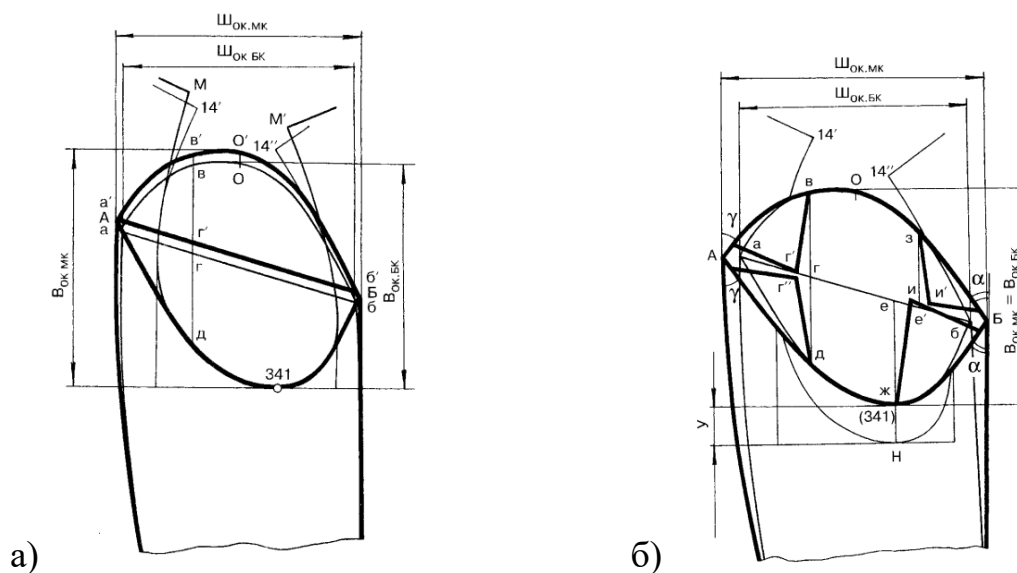 Ш ок.мк
Ш ок БК
М
14'
М'
в'
О'
14''
в
О
а'
А
а
г'
г
б'
Б
б
В ок МК
В ок.БК
д
341
а)
Ш ок.мк
Ш ок.БК
14'
14''
в
О
γ
А
а
г'
г
з
γ
г''
и
и'
α
е
е'
б
Б
α
д
ж
(341)
У
Н
В ок.МК = В ок.БК
б)